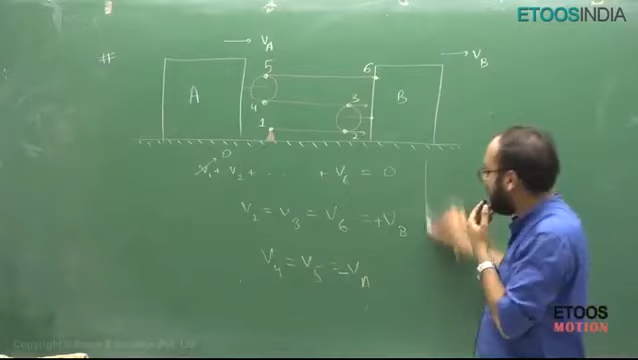 ETOOSINDIA
#F
V_A
V_B
5
6
A
4
3
B
1
2
0
V₁ + V₂ + ... + V₆ = 0
V₂ = V₃ = V₆ = +V_B
V₄ = V₅ = -V_A
ETOOS
MOTION